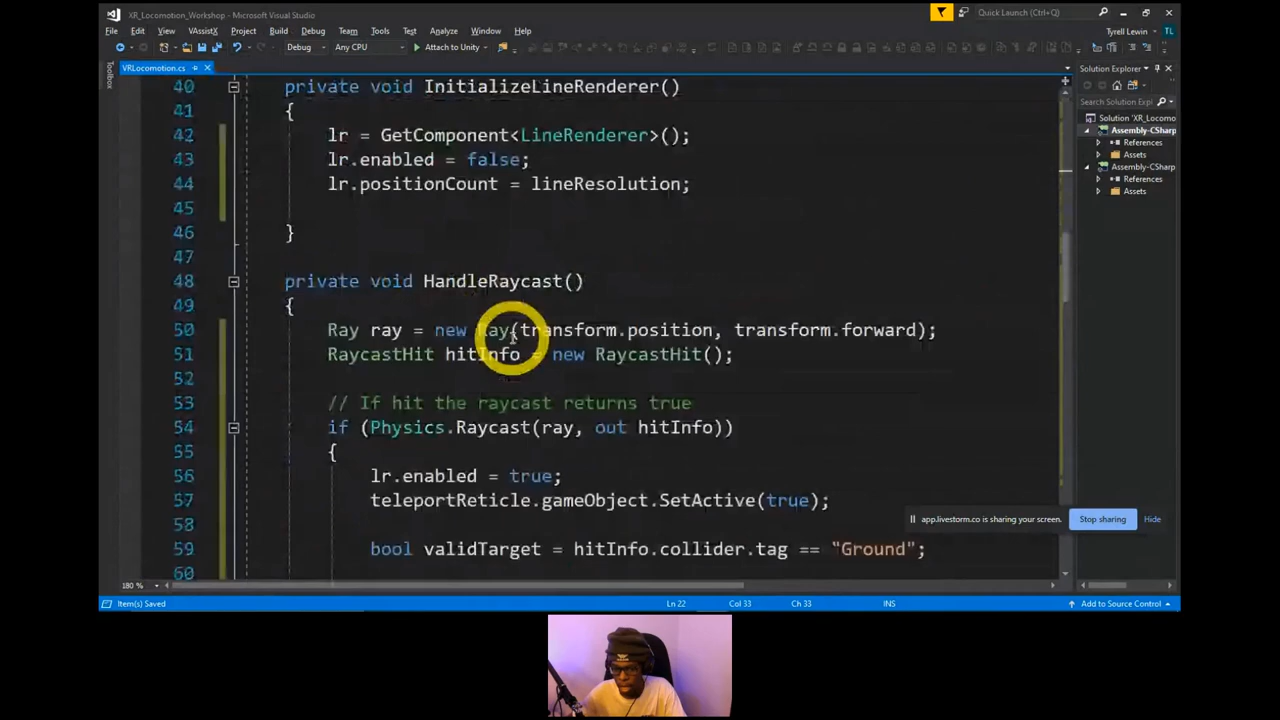 XR_Locomotion_Workshop - Microsoft Visual Studio
Quick Launch (Ctrl+Q)
File Edit View VAssistX Project Build Debug Team Tools Test Analyze Window Help
Tyrell Lewin TL
Debug Any CPU Attach to Unity
VRLocomotion.cs
Toolbox
Solution Explorer
Search Solution Expl
Solution 'XR_Locomo
Assembly-CSharp
References
Assets
Assembly-CSharp
References
Assets
40 private void InitializeLineRenderer()
41 {
42 lr = GetComponent<LineRenderer>();
43 lr.enabled = false;
44 lr.positionCount = lineResolution;
45
46 }
47
48 private void HandleRaycast()
49 {
50 Ray ray = new Ray(transform.position, transform.forward);
51 RaycastHit hitInfo = new RaycastHit();
52
53 // If hit the raycast returns true
54 if (Physics.Raycast(ray, out hitInfo))
55 {
56 lr.enabled = true;
57 teleportReticle.gameObject.SetActive(true);
58
59 bool validTarget = hitInfo.collider.tag == "Ground";
60
app.livestorm.co is sharing your screen. Stop sharing Hide
180 %
Item(s) Saved Ln 22 Col 33 Ch 33 INS Add to Source Control